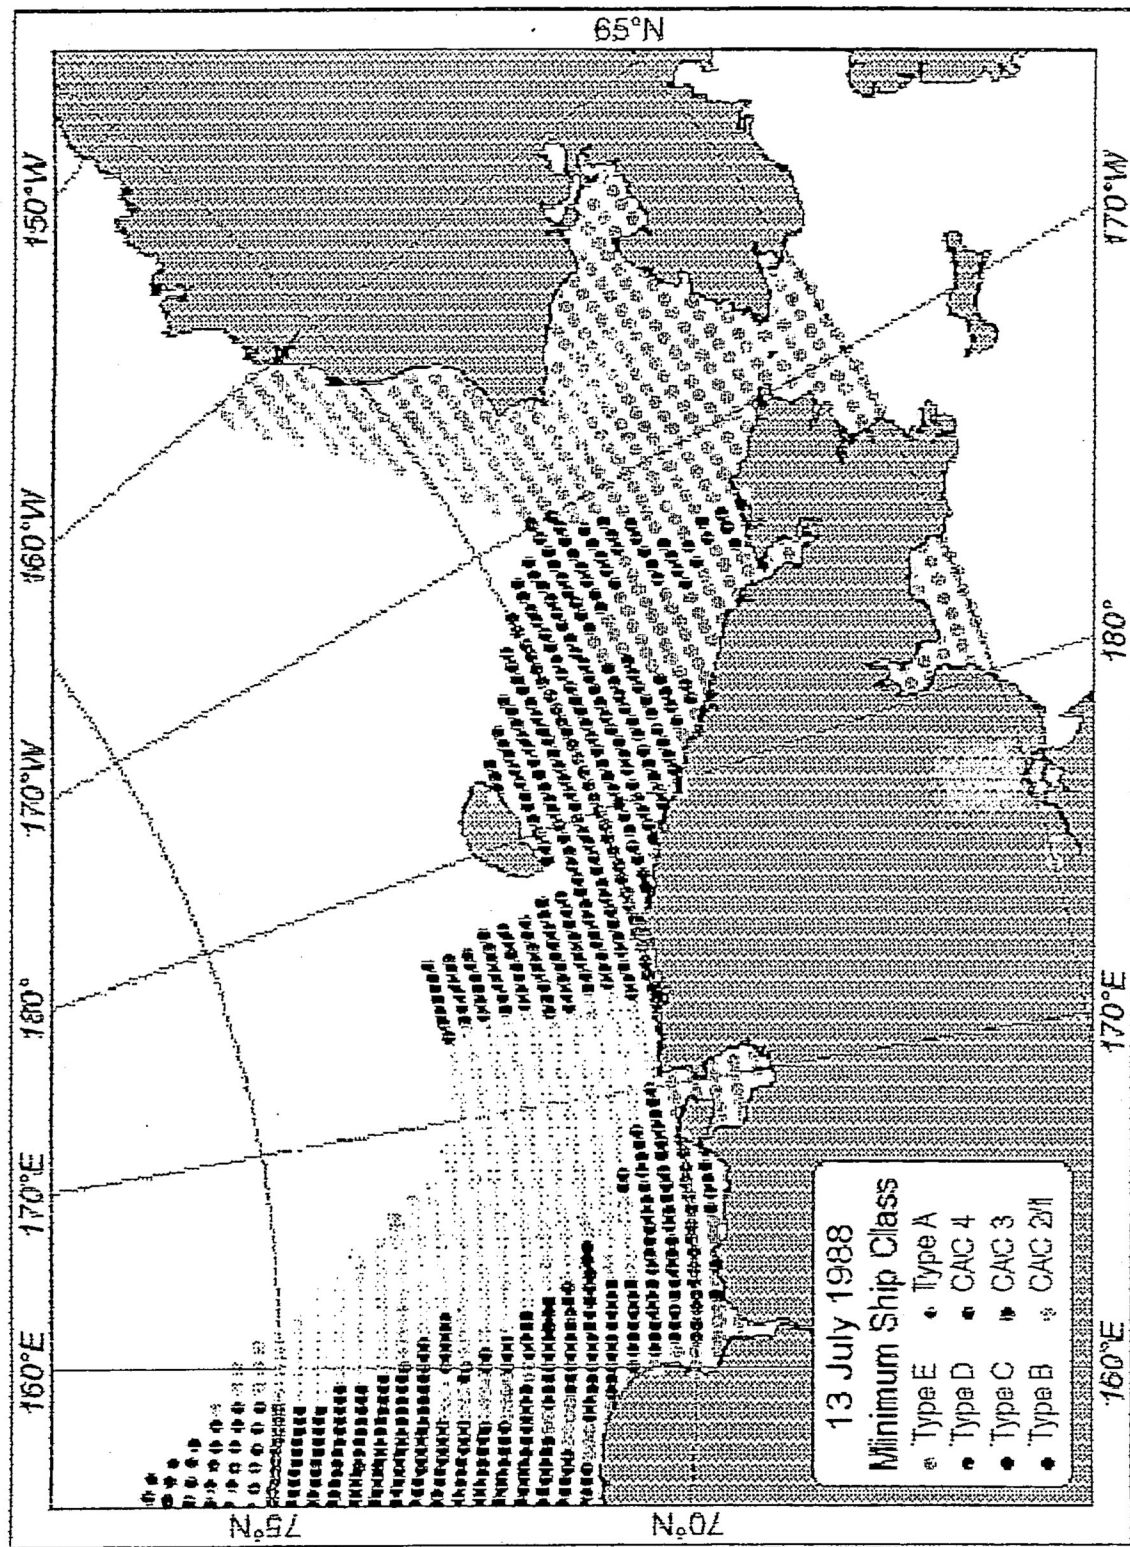 150°W
160°W
170°W
180°
170°E
160°E
65°N
75°N
70°N
170°W
180°
170°E
160°E
13 July 1988
Minimum Ship Class
Type E
Type A
Type D
CAC 4
Type C
CAC 3
Type B
CAC 2/1